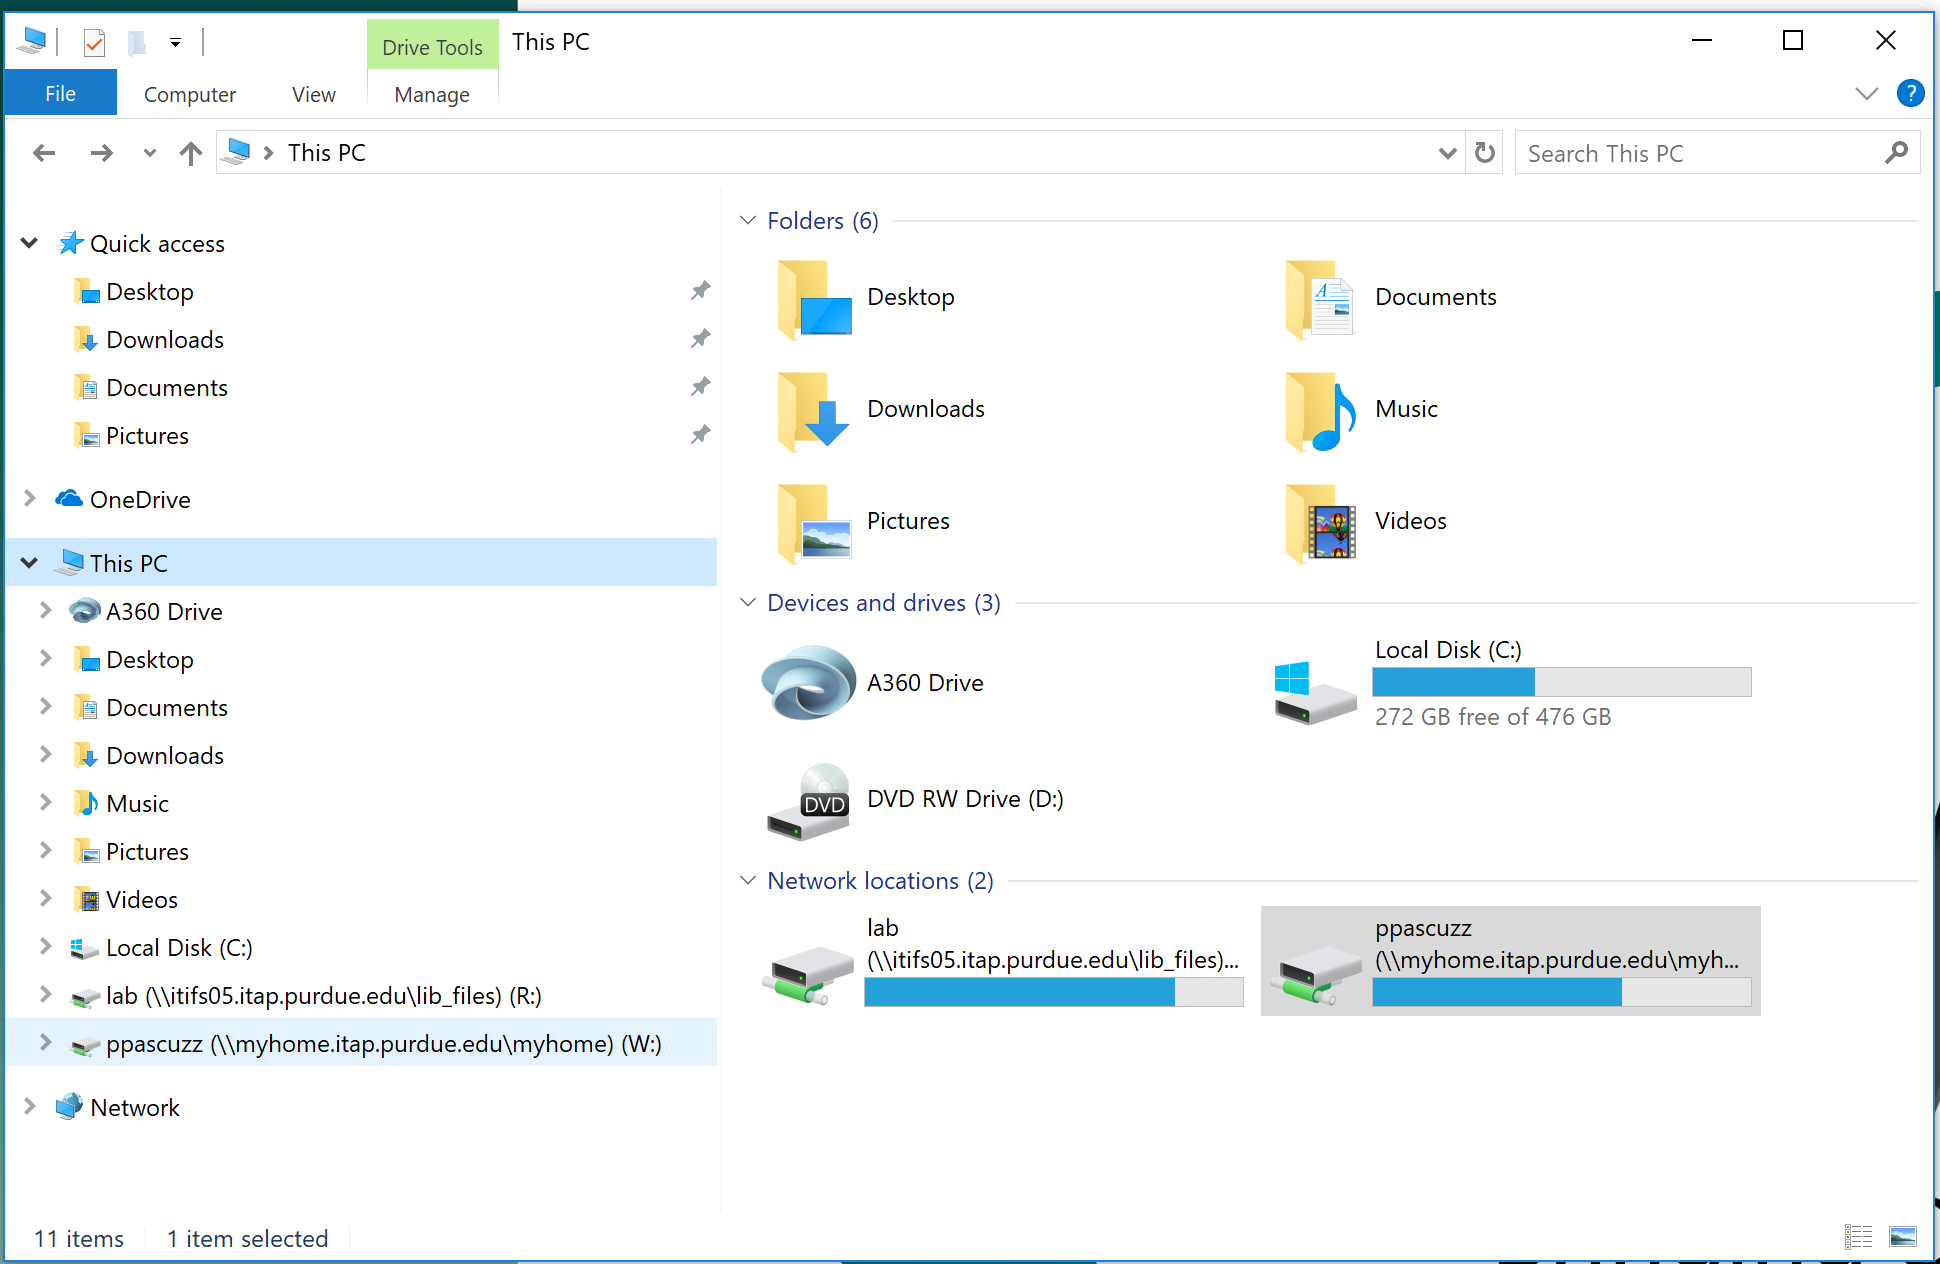 Drive Tools
This PC
File
Computer
View
Manage
?
This PC
Search This PC
Quick access
Desktop
Downloads
Documents
Pictures
OneDrive
This PC
A360 Drive
Desktop
Documents
Downloads
Music
Pictures
Videos
Local Disk (C:)
lab (\\itifs05.itap.purdue.edu\lib_files) (R:)
ppascuzz (\\myhome.itap.purdue.edu\myhome) (W:)
Network
Folders (6)
Desktop
Documents
Downloads
Music
Pictures
Videos
Devices and drives (3)
A360 Drive
Local Disk (C:)
272 GB free of 476 GB
DVD
DVD RW Drive (D:)
Network locations (2)
lab
(\\itifs05.itap.purdue.edu\lib_files)...
ppascuzz
(\\myhome.itap.purdue.edu\myh...
11 items
1 item selected